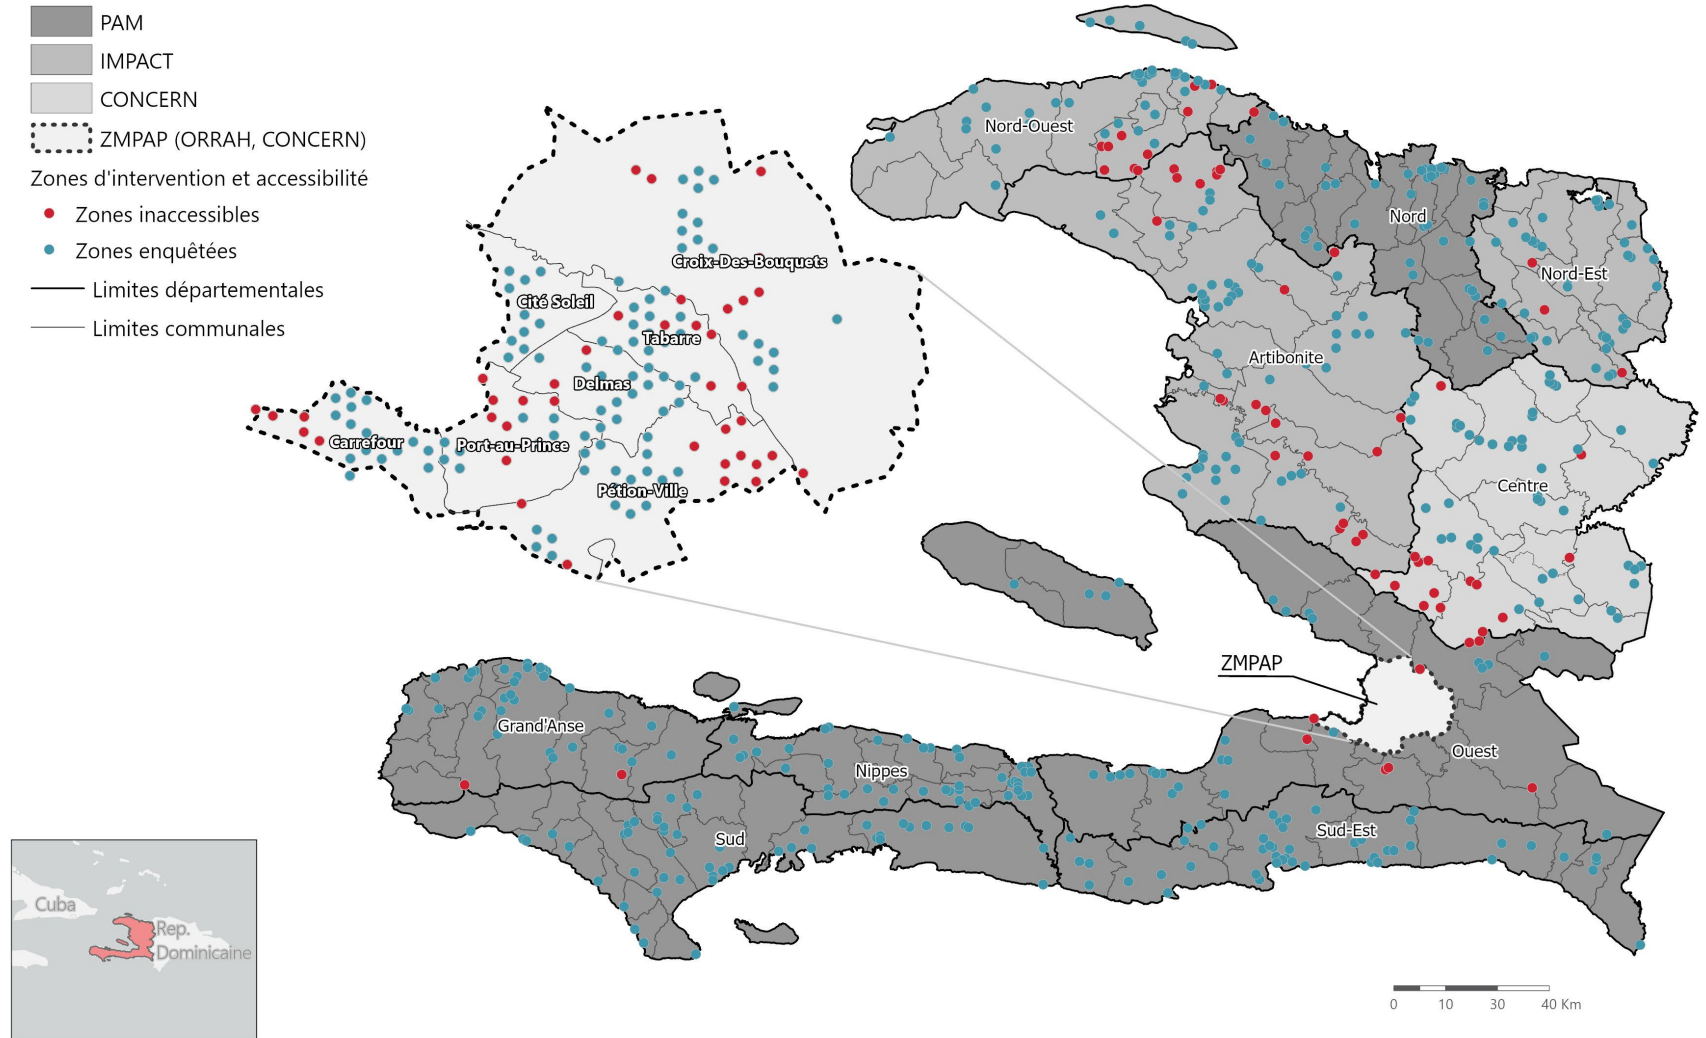 PAM
IMPACT
CONCERN
ZMPAP (ORRAH, CONCERN)
Zones d'intervention et accessibilité
Zones inaccessibles
Zones enquêtées
Limites départementales
Limites communales
Nord-Ouest
Nord
Nord-Est
Croix-Des-Bouquets
Cité Soleil
Tabarre
Artibonite
Delmas
Carrefour
Port-au-Prince
Pétion-Ville
Centre
ZMPAP
Grand'Anse
Ouest
Nippes
Sud
Sud-Est
Cuba
Rep.
Dominicaine
0 10 30 40 Km